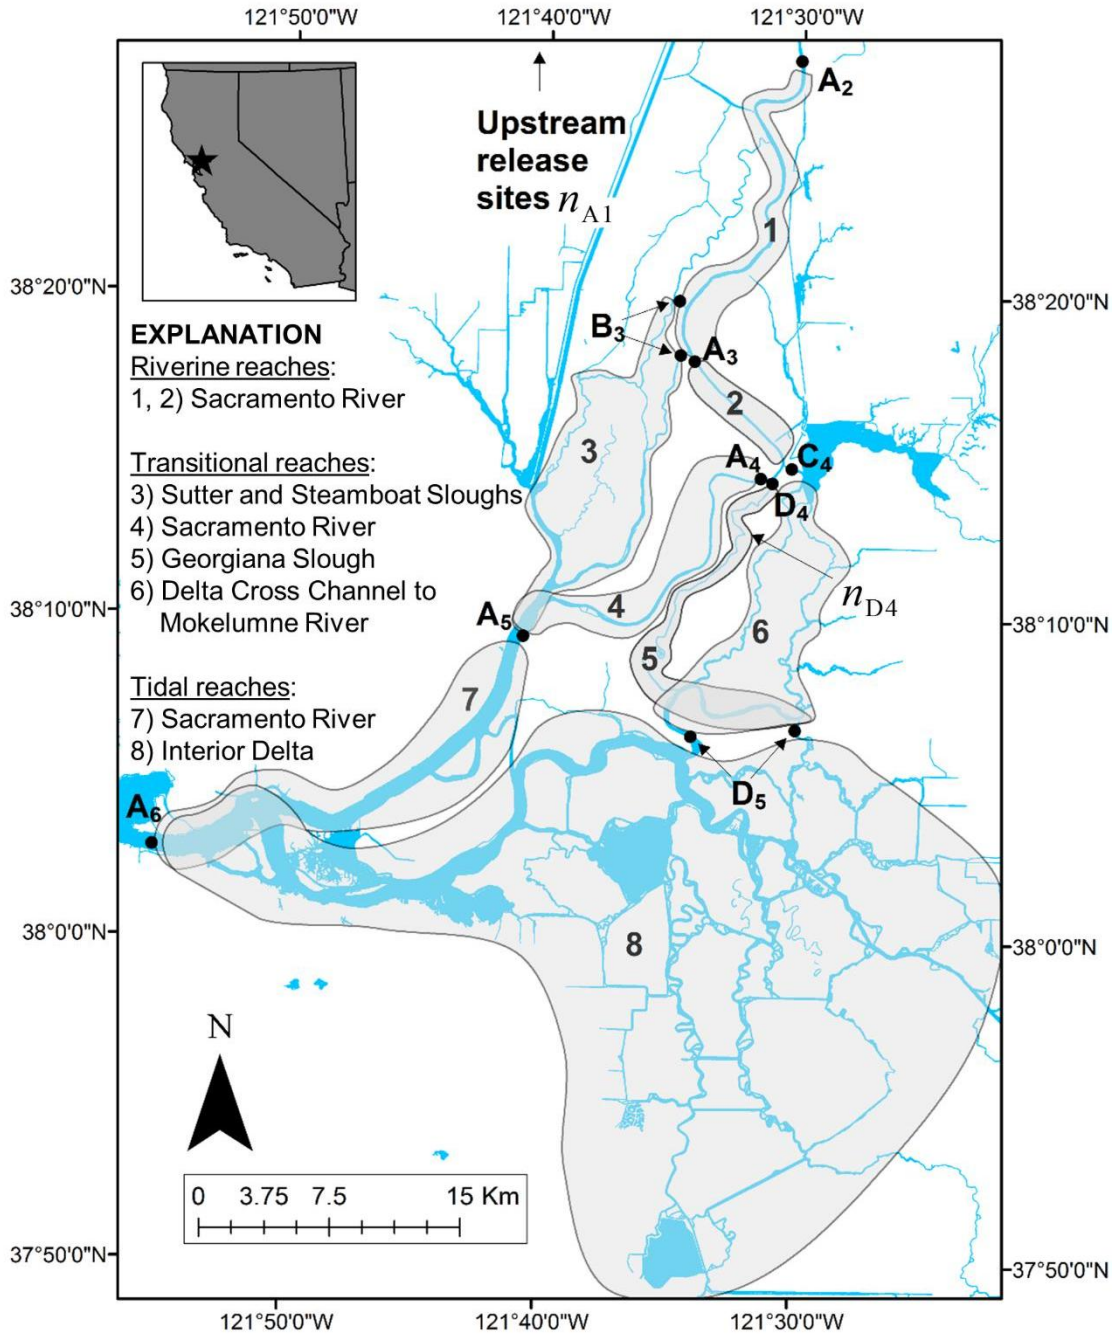 121°50'0"W
121°40'0"W
121°30'0"W
A2
Upstream
release
sites nA1
1
38°20'0"N
38°20'0"N
EXPLANATION
Riverine reaches:
1, 2) Sacramento River
B3
A3
2
Transitional reaches:
3) Sutter and Steamboat Sloughs
4) Sacramento River
5) Georgiana Slough
6) Delta Cross Channel to
Mokelumne River
3
A4
C4
D4
nD4
38°10'0"N
38°10'0"N
A5
4
5
6
Tidal reaches:
7) Sacramento River
8) Interior Delta
7
D5
A6
8
38°0'0"N
38°0'0"N
N
0 3.75 7.5 15 Km
37°50'0"N
37°50'0"N
121°50'0"W
121°40'0"W
121°30'0"W